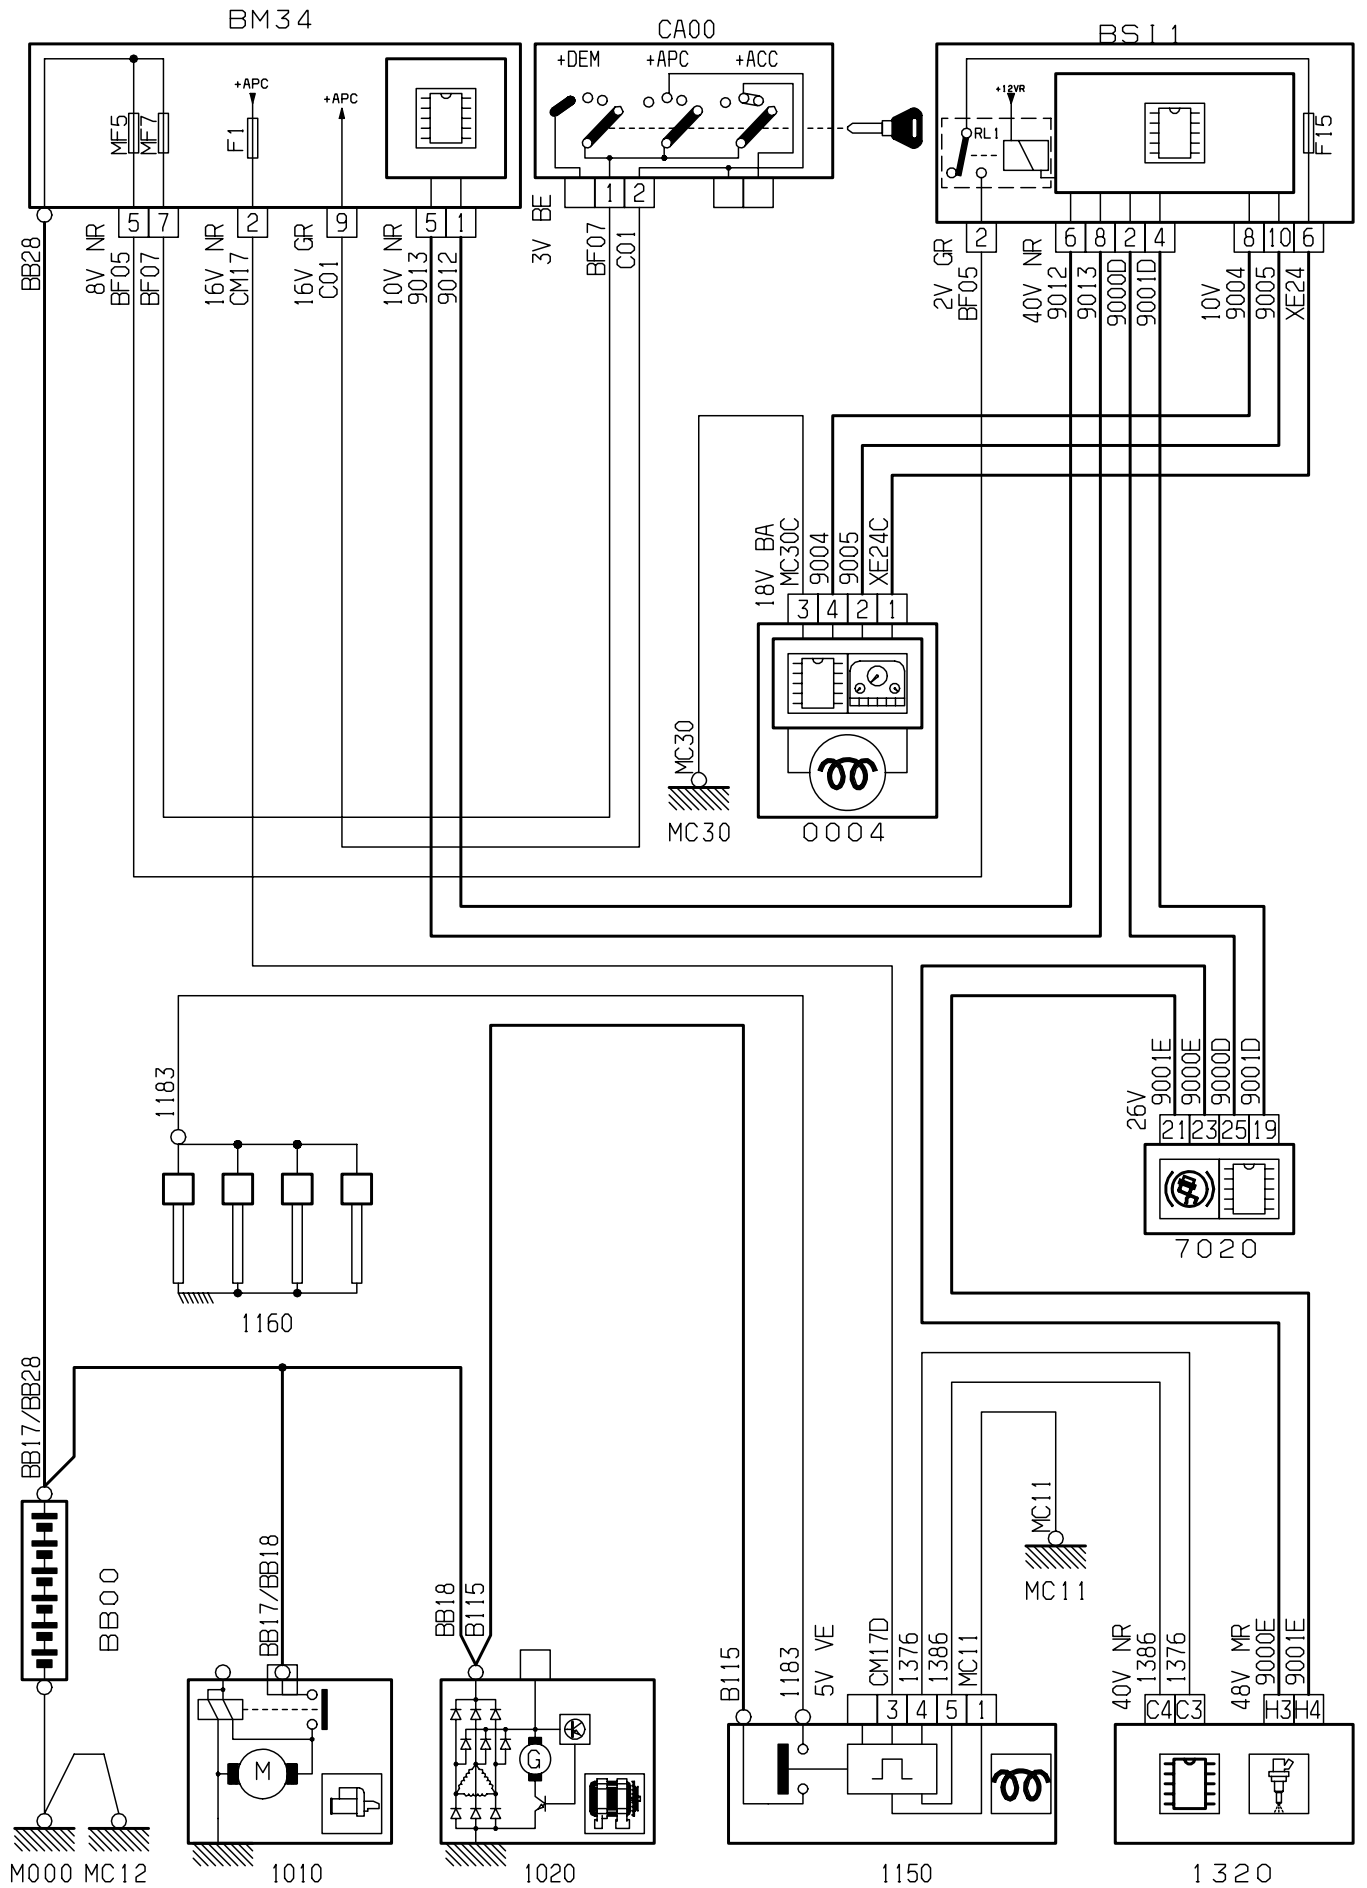 BM34
CA00
BSI1
+DEM
+APC
+ACC
+APC
+APC
+12VR
MF5
MF7
F1
RL1
F15
5
7
2
9
5
1
1
2
2
6
8
2
4
8
10
6
BB28
8V NR
BF05
BF07
16V NR
CM17
16V GR
C01
10V NR
9013
9012
3V BE
BF07
C01
2V GR
BF05
40V NR
9012
9013
9000D
9001D
10V
9004
9005
XE24
18V BA
MC30C
9004
9005
XE24C
3
4
2
1
MC30
MC30
0004
1183
26V
9001E
9000E
9000D
9001D
21
23
25
19
7020
1160
BB17/BB28
BB00
BB17/BB18
BB18
B115
MC11
MC11
B115
1183
5V VE
CM17D
1376
1386
MC11
3
4
5
1
40V NR
1386
1376
48V MR
9000E
9001E
C4
C3
H3
H4
M
G
M000
MC12
1010
1020
1150
1320